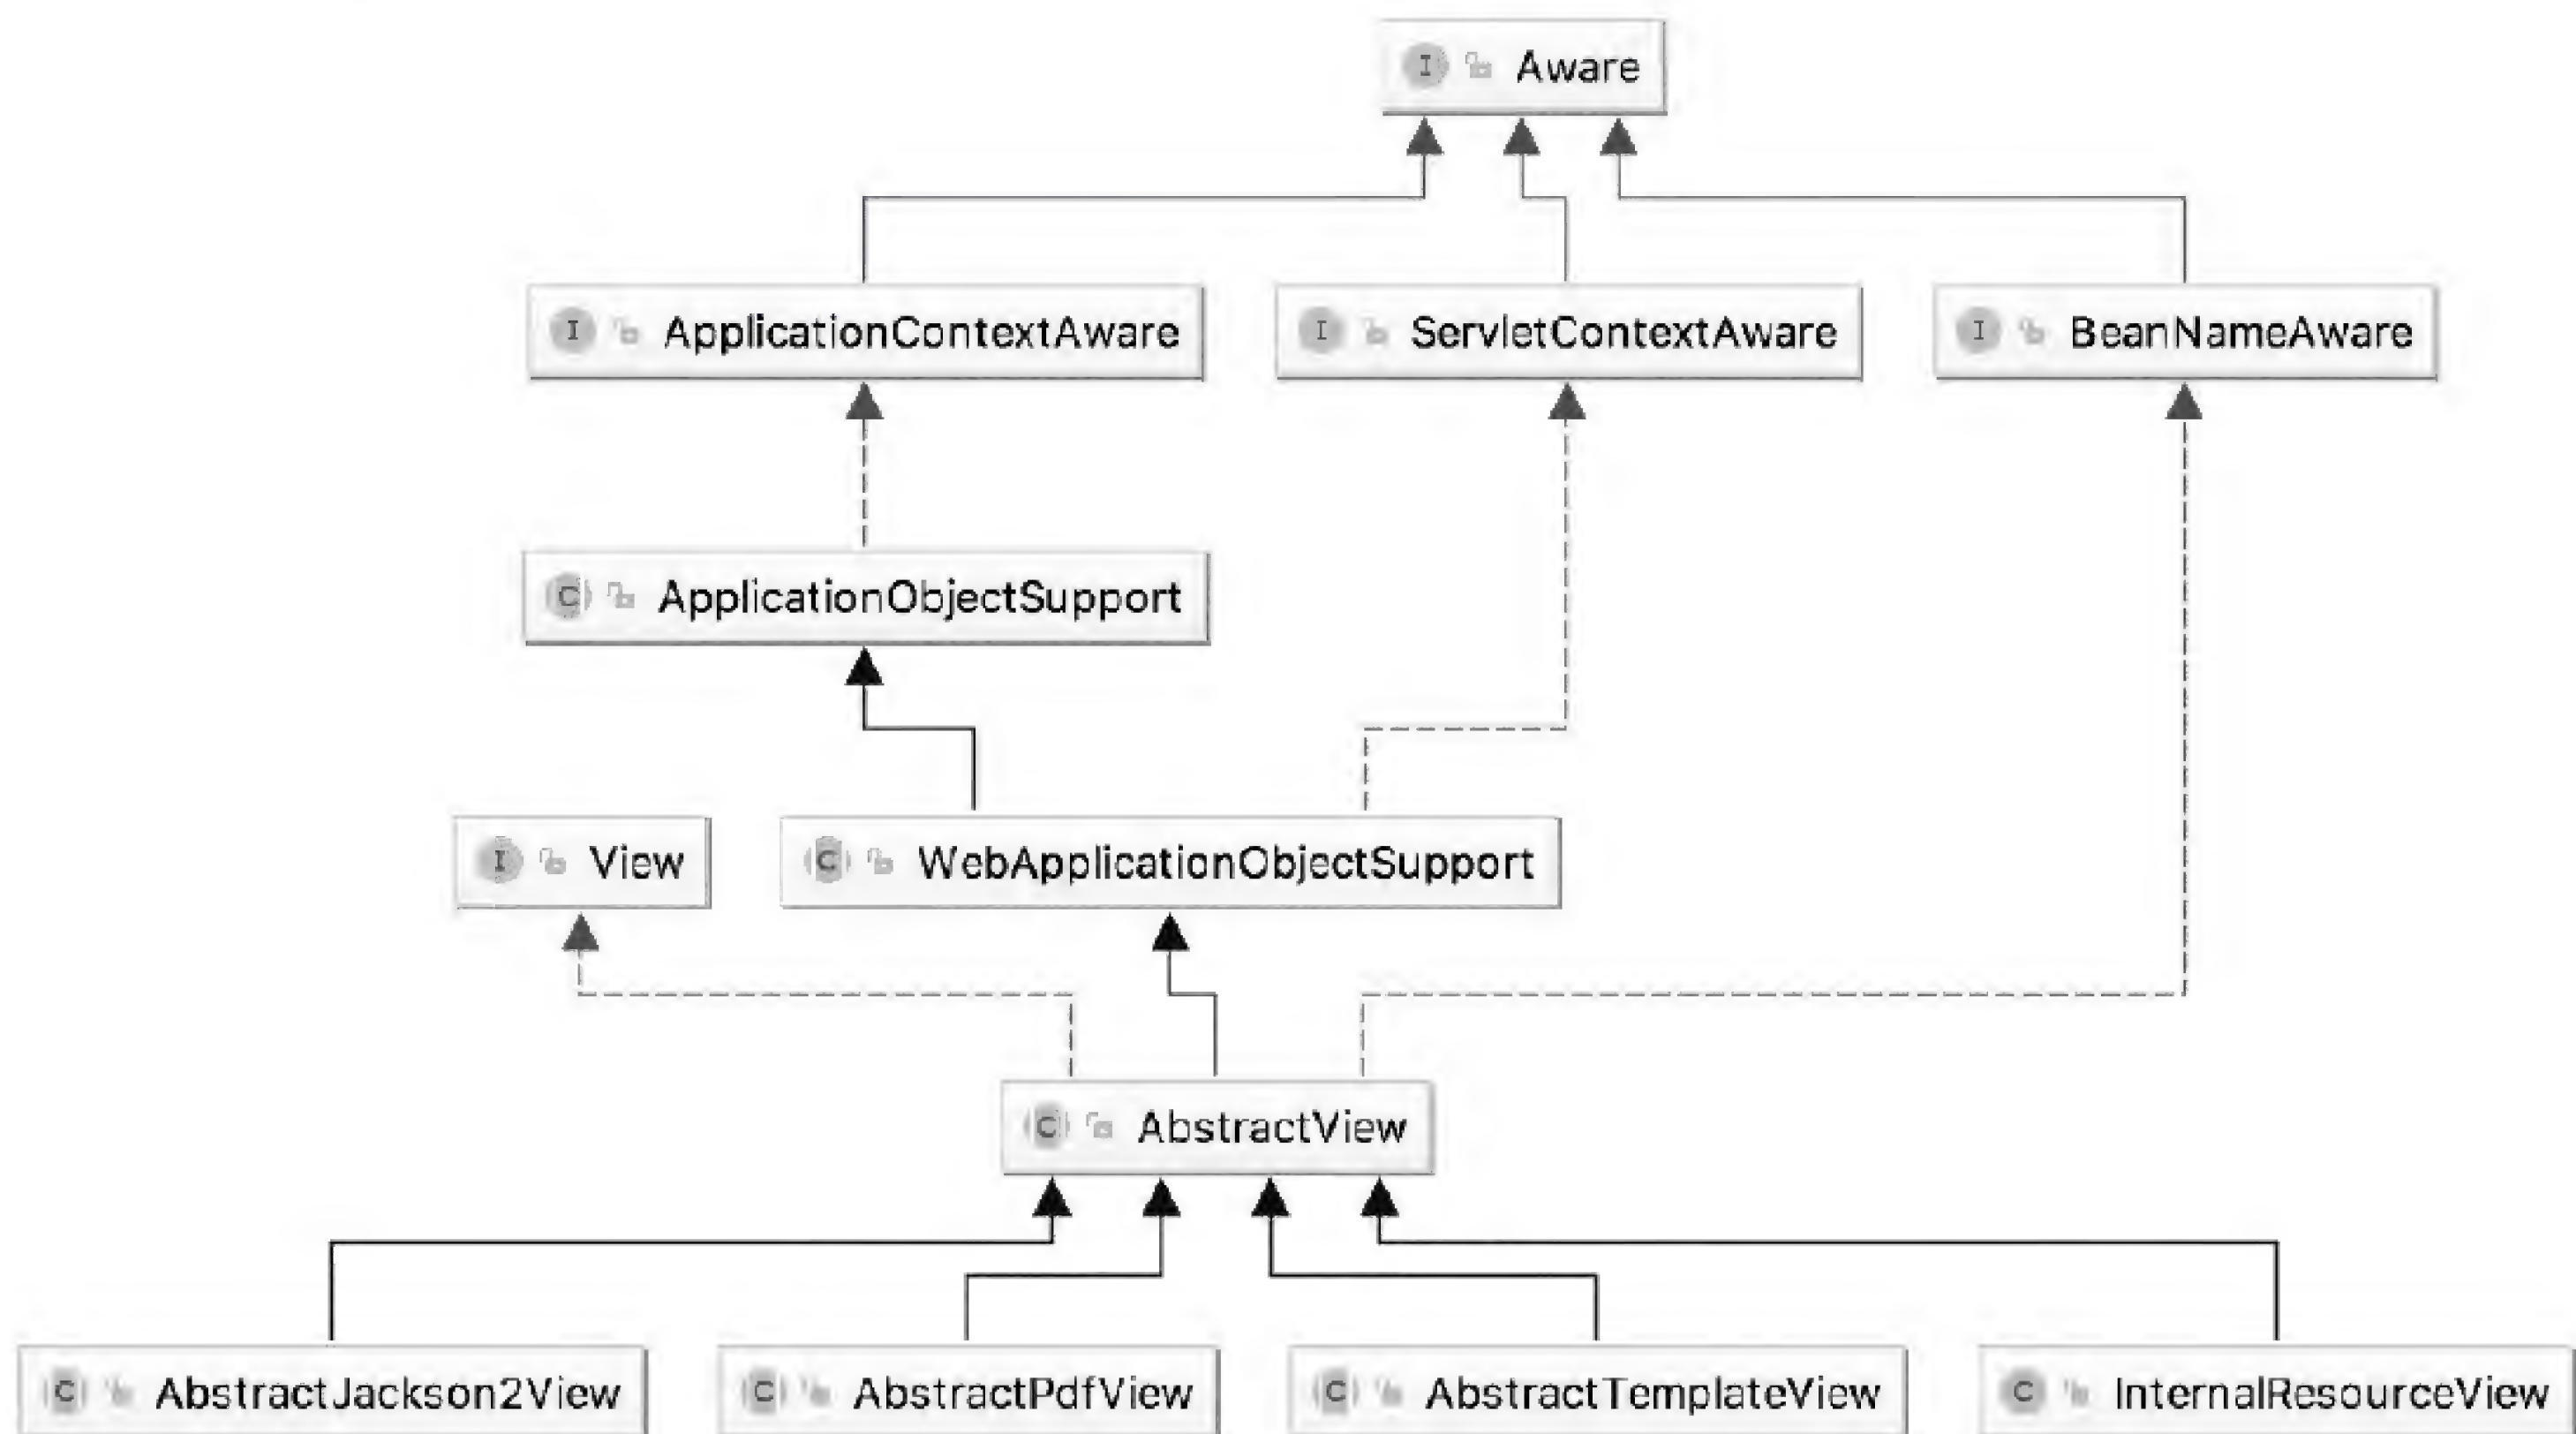 I Aware
I ApplicationContextAware I ServletContextAware I BeanNameAware
C ApplicationObjectSupport
I View C WebApplicationObjectSupport
C AbstractView
C AbstractJackson2View C AbstractPdfView C AbstractTemplateView C InternalResourceView